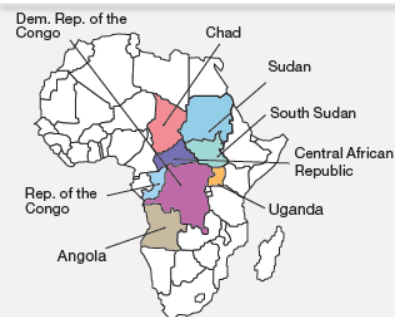 Dem. Rep. of the
Congo
Chad
Sudan
South Sudan
Central African
Republic
Rep. of the
Congo
Uganda
Angola